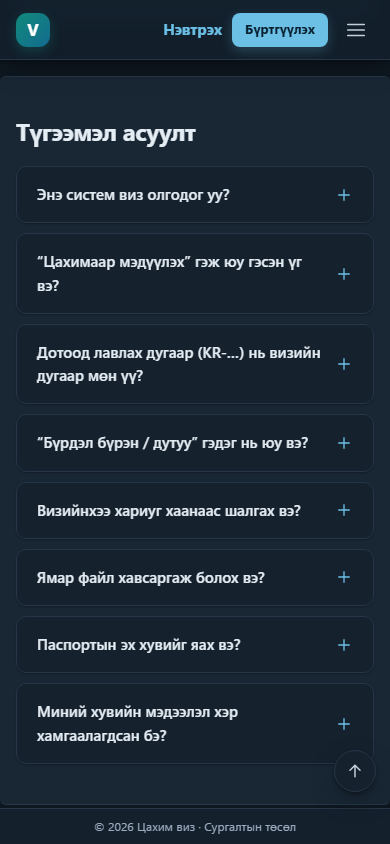 V
Нэвтрэх
Бүртгүүлэх
Түгээмэл асуулт
Энэ систем виз олгодог уу?
“Цахимаар мэдүүлэх” гэж юу гэсэн үг
вэ?
Дотоод лавлах дугаар (KR-...) нь визийн
дугаар мөн үү?
“Бүрдэл бүрэн / дутуу” гэдэг нь юу вэ?
Визийнхээ хариуг хаанаас шалгах вэ?
Ямар файл хавсаргаж болох вэ?
Паспортын эх хувийг яах вэ?
Миний хувийн мэдээлэл хэр
хамгаалагдсан бэ?
© 2026 Цахим виз · Сургалтын төсөл